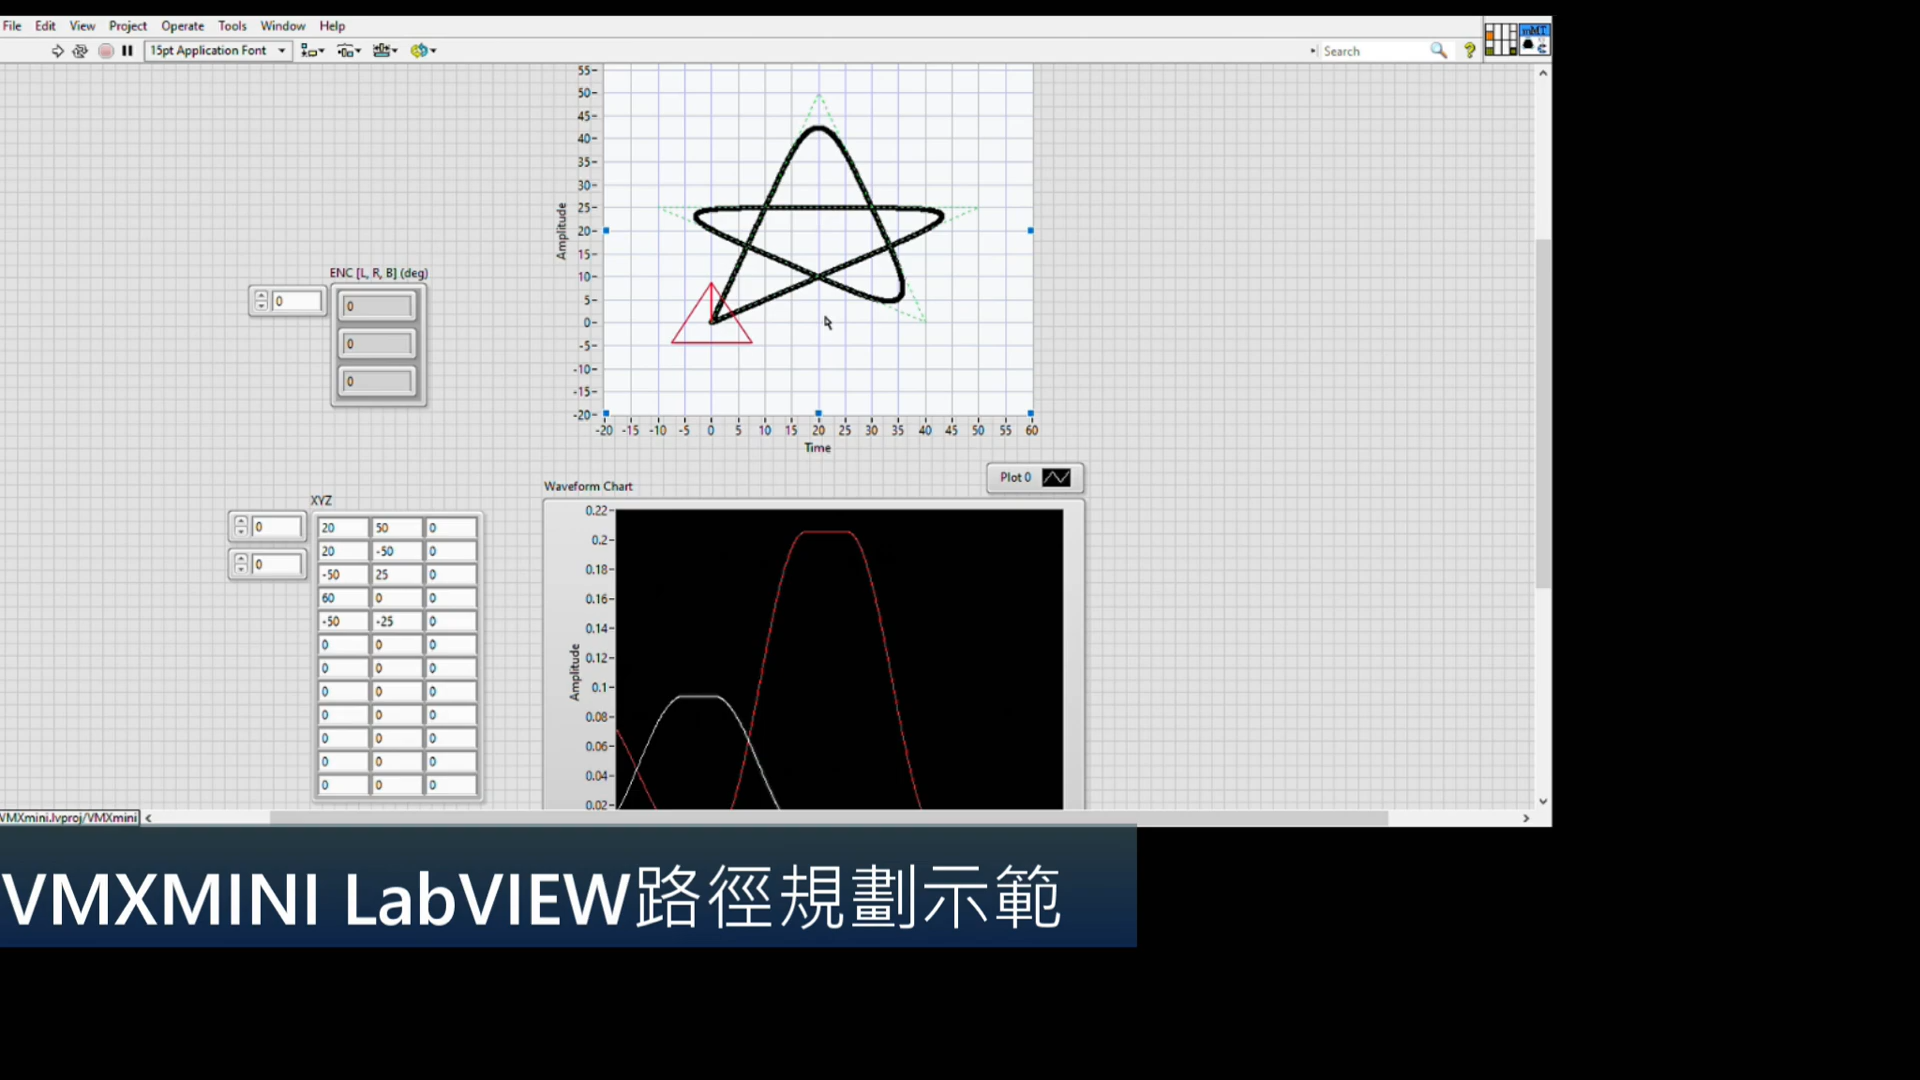 File Edit View Project Operate Tools Window Help
15pt Application Font
Search
mMT
55
50
45
40
35
30
25
20
15
10
5
0
-5
-10
-15
-20
Amplitude
-20 -15 -10 -5 0 5 10 15 20 25 30 35 40 45 50 55 60
Time
ENC [L, R, B] (deg)
0 0
0
0
Plot 0
Waveform Chart
XYZ
0 20 50 0
20 -50 0
0 -50 25 0
60 0 0
-50 -25 0
0 0 0
0 0 0
0 0 0
0 0 0
0 0 0
0 0 0
0 0 0
0.22
0.2
0.18
0.16
0.14
0.12
0.1
0.08
0.06
0.04
0.02
Amplitude
VMXmini.lvproj/VMXmini
VMXMINI LabVIEW路徑規劃示範